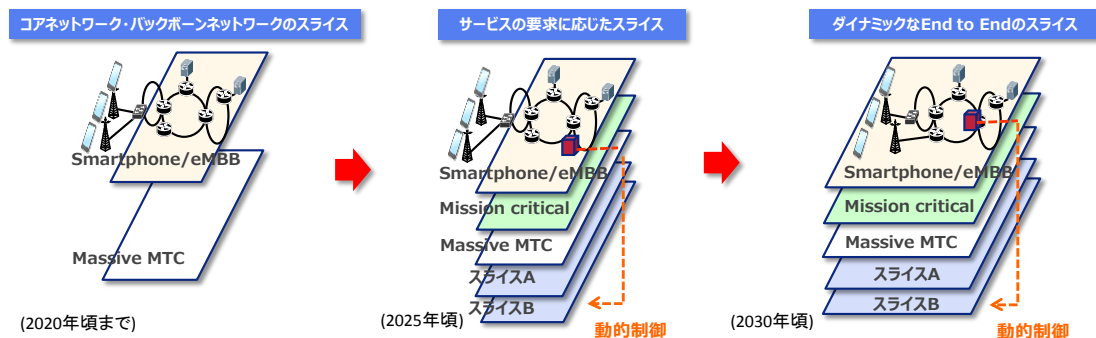 コアネットワーク・バックボーンネットワークのスライス
Smartphone/eMBB
Massive MTC
(2020年頃まで)
サービスの要求に応じたスライス
Smartphone/eMBB
Mission critical
Massive MTC
スライスA
スライスB
(2025年頃)
動的制御
ダイナミックなEnd to Endのスライス
Smartphone/eMBB
Mission critical
Massive MTC
スライスA
スライスB
(2030年頃)
動的制御